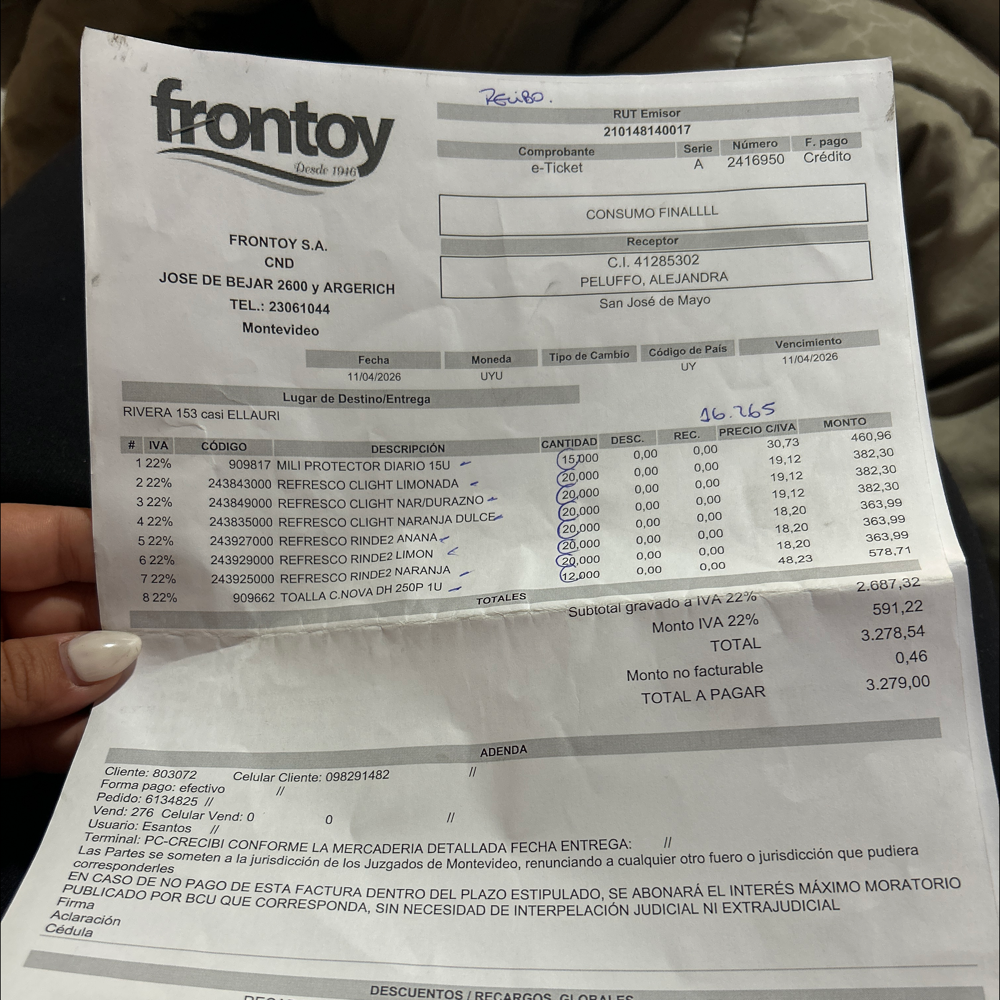 RECIBO.
frontoy
Desde 1946
RUT Emisor
210148140017
Comprobante Serie Número F. pago
e-Ticket A 2416950 Crédito
CONSUMO FINALLLL
Receptor
C.I. 41285302
PELUFFO, ALEJANDRA
San José de Mayo
FRONTOY S.A.
CND
JOSE DE BEJAR 2600 y ARGERICH
TEL.: 23061044
Montevideo
Fecha Moneda Tipo de Cambio Código de País Vencimiento
11/04/2026 UYU UY 11/04/2026
Lugar de Destino/Entrega
RIVERA 153 casi ELLAURI
16.265
# IVA CÓDIGO DESCRIPCIÓN CANTIDAD DESC. REC. PRECIO C/IVA MONTO
1 22% 909817 MILI PROTECTOR DIARIO 15U 15,000 0,00 0,00 30,73 460,96
2 22% 243843000 REFRESCO CLIGHT LIMONADA 20,000 0,00 0,00 19,12 382,30
3 22% 243849000 REFRESCO CLIGHT NAR/DURAZNO 20,000 0,00 0,00 19,12 382,30
4 22% 243835000 REFRESCO CLIGHT NARANJA DULCE 20,000 0,00 0,00 19,12 382,30
5 22% 243927000 REFRESCO RINDE2 ANANA 20,000 0,00 0,00 18,20 363,99
6 22% 243929000 REFRESCO RINDE2 LIMON 20,000 0,00 0,00 18,20 363,99
7 22% 243925000 REFRESCO RINDE2 NARANJA 20,000 0,00 0,00 18,20 363,99
8 22% 909662 TOALLA C.NOVA DH 250P 1U 12,000 0,00 0,00 48,23 578,71
TOTALES
Subtotal gravado a IVA 22% 2.687,32
Monto IVA 22% 591,22
TOTAL 3.278,54
Monto no facturable 0,46
TOTAL A PAGAR 3.279,00
ADENDA
Cliente: 803072 Celular Cliente: 098291482 //
Forma pago: efectivo //
Pedido: 6134825 //
Vend: 276 Celular Vend: 0 0 //
Usuario: Esantos //
Terminal: PC-CRECIBI CONFORME LA MERCADERIA DETALLADA FECHA ENTREGA: //
Las Partes se someten a la jurisdicción de los Juzgados de Montevideo, renunciando a cualquier otro fuero o jurisdicción que pudiera
corresponderles
EN CASO DE NO PAGO DE ESTA FACTURA DENTRO DEL PLAZO ESTIPULADO, SE ABONARÁ EL INTERÉS MÁXIMO MORATORIO
PUBLICADO POR BCU QUE CORRESPONDA, SIN NECESIDAD DE INTERPELACIÓN JUDICIAL NI EXTRAJUDICIAL
Firma
Aclaración
Cédula
DESCUENTOS / RECARGOS GLOBALES